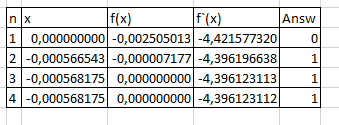 n x f(x) f`(x) Answ
1 0,000000000 -0,002505013 -4,421577320 0
2 -0,000566543 -0,000007177 -4,396196638 1
3 -0,000568175 0,000000000 -4,396123113 1
4 -0,000568175 0,000000000 -4,396123112 1